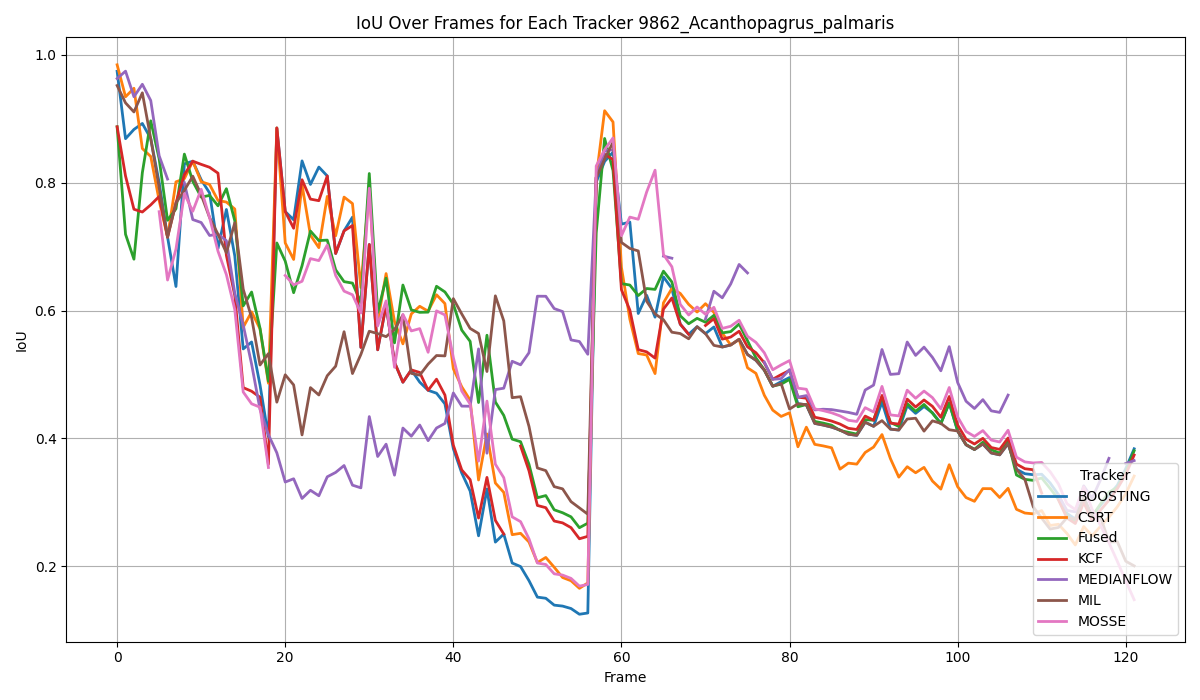 IoU Over Frames for Each Tracker 9862_Acanthopagrus_palmaris
1.0
0.8
0.6
0.4
0.2
IoU
0
20
40
60
80
100
120
Frame
Tracker
BOOSTING
CSRT
Fused
KCF
MEDIANFLOW
MIL
MOSSE